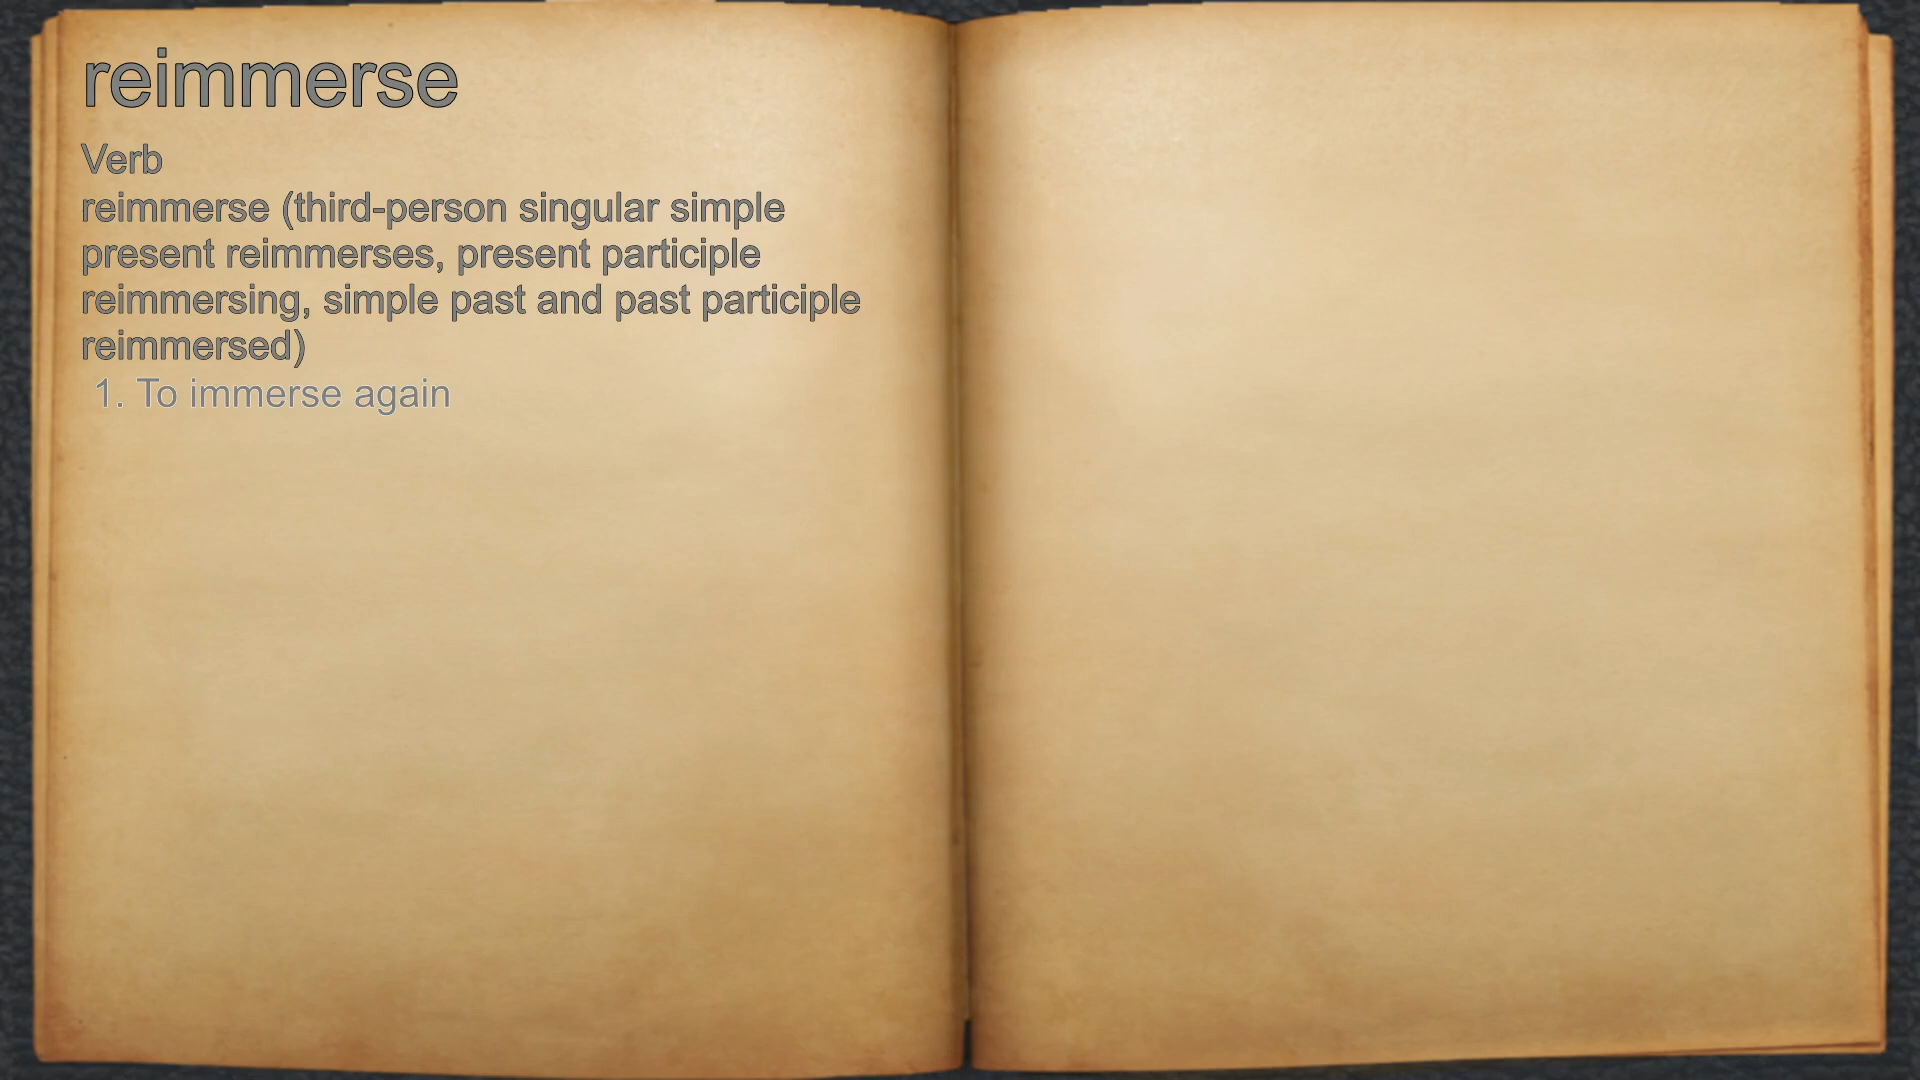 reimmerse
Verb
reimmerse (third-person singular simple
present reimmerses, present participle
reimmersing, simple past and past participle
reimmersed)
1. To immerse again